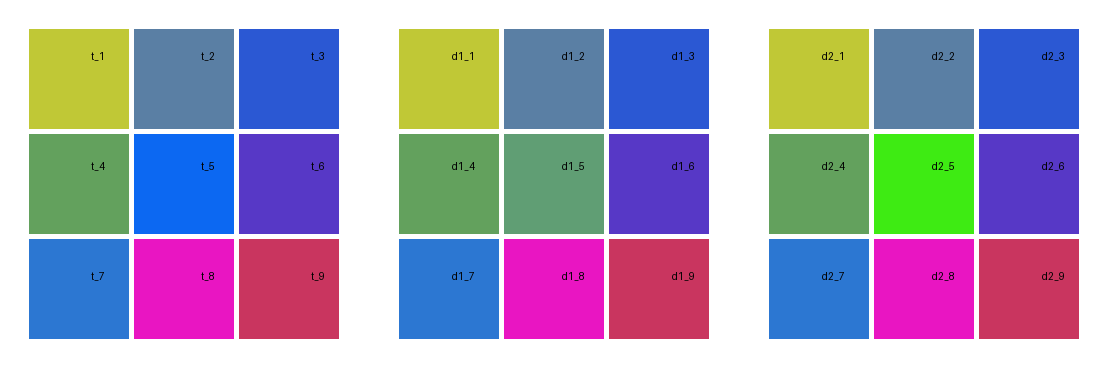 t_1 t_2 t_3 d1_1 d1_2 d1_3 d2_1 d2_2 d2_3
t_4 t_5 t_6 d1_4 d1_5 d1_6 d2_4 d2_5 d2_6
t_7 t_8 t_9 d1_7 d1_8 d1_9 d2_7 d2_8 d2_9